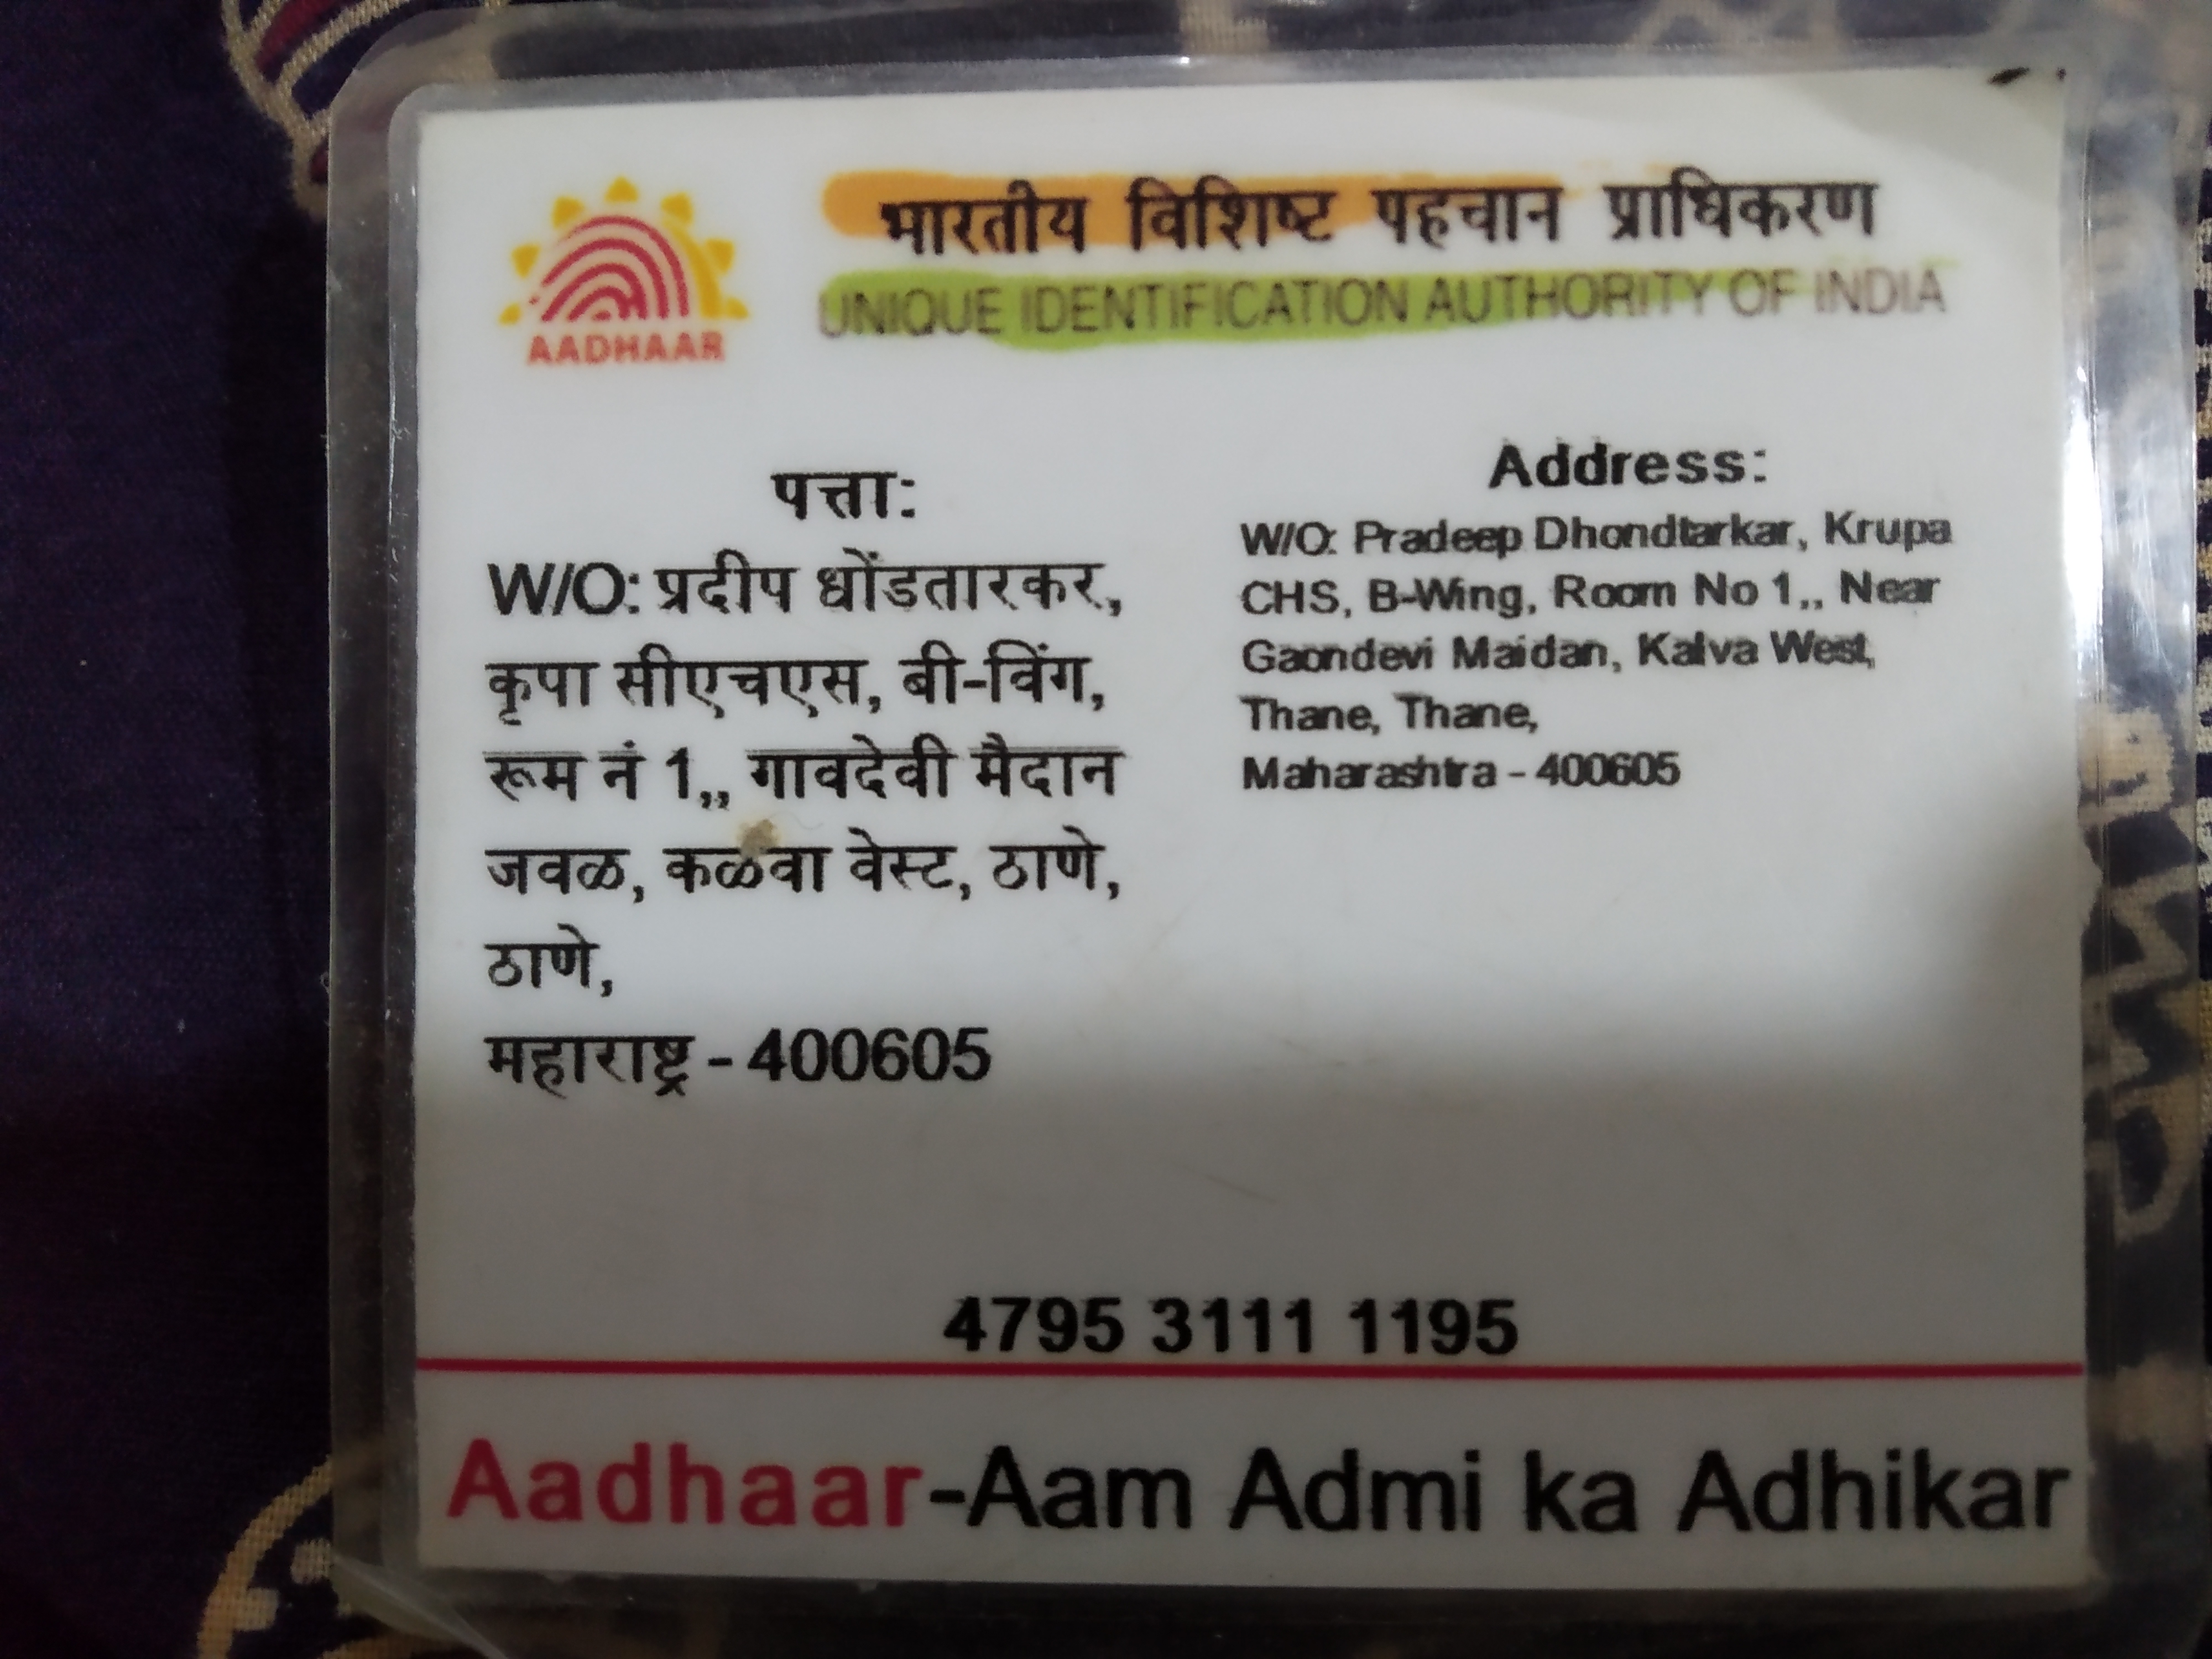 AADHAAR
भारतीय विशिष्ट पहचान प्राधिकरण
UNIQUE IDENTIFICATION AUTHORITY OF INDIA
पत्ता:
W/O: प्रदीप धोंडतारकर,
कृपा सीएचएस, बी-विंग,
रूम नं 1,, गावदेवी मैदान
जवळ, कळवा वेस्ट, ठाणे,
ठाणे,
महाराष्ट्र - 400605
Address:
W/O: Pradeep Dhondtarkar, Krupa
CHS, B-Wing, Room No 1,, Near
Gaondevi Maidan, Kalva West,
Thane, Thane,
Maharashtra - 400605
4795 3111 1195
Aadhaar-Aam Admi ka Adhikar